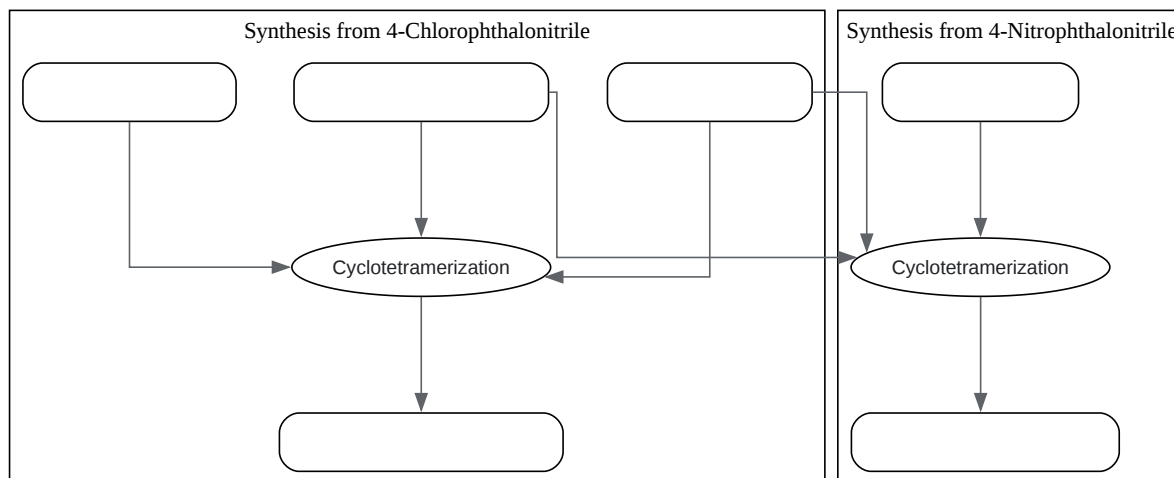 Synthesis from 4-Chlorophthalonitrile
Synthesis from 4-Nitrophthalonitrile
Cyclotetramerization
Cyclotetramerization